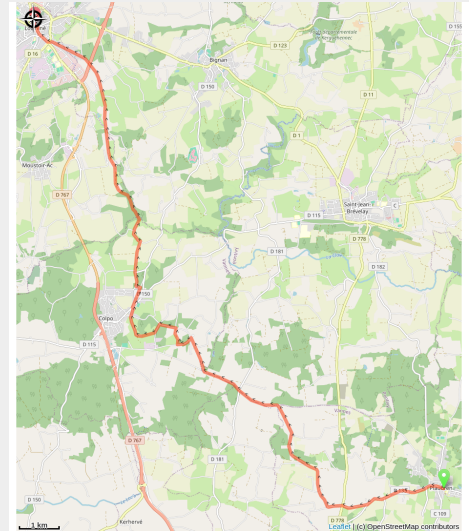 D 16
D 123
D 155
Bignan
D 150
D 11
D 1
Moustoir-Ac
D 767
Saint-Jean-
Brévelay
C
D 115
D 778
D 181
D 182
Colpo
D 115
D 767
D 181
D 150
Kerhervé
D 778
C 109
1 km
Leaflet | (c) OpenStreetMap contributors